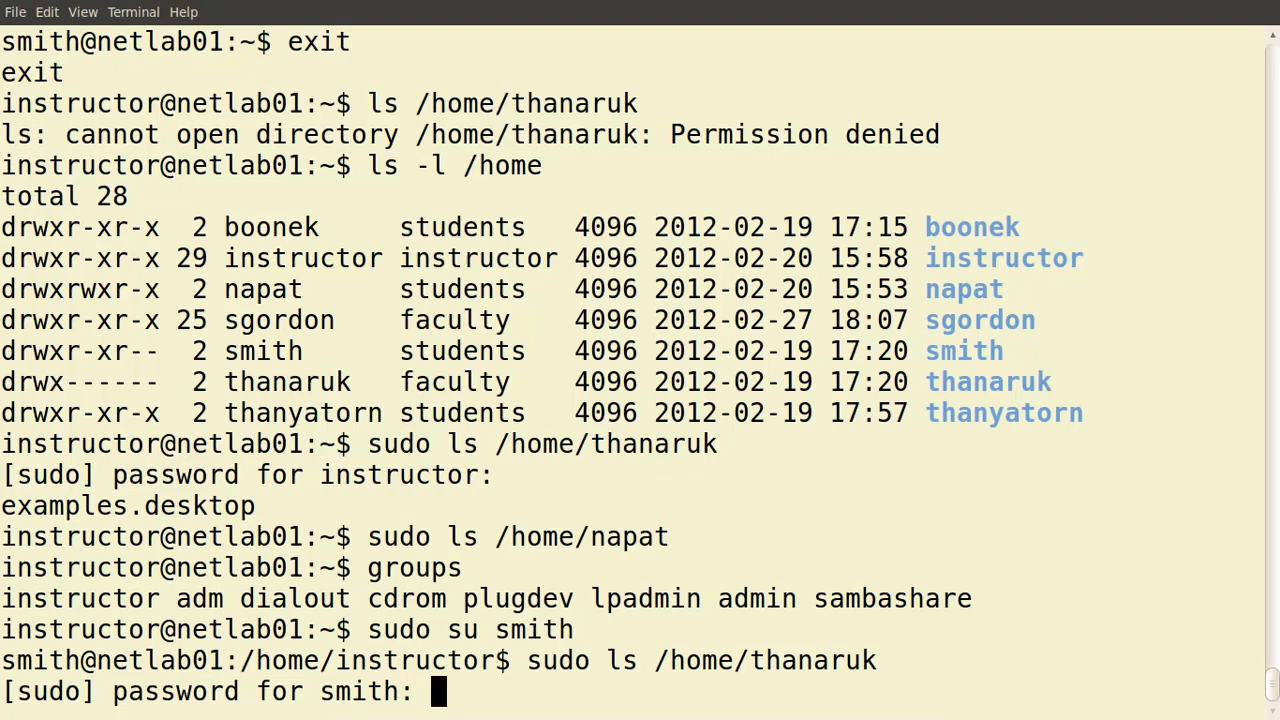 File Edit View Terminal Help
smith@netlab01:~$ exit
exit
instructor@netlab01:~$ ls /home/thanaruk
ls: cannot open directory /home/thanaruk: Permission denied
instructor@netlab01:~$ ls -l /home
total 28
drwxr-xr-x  2 boonek     students   4096 2012-02-19 17:15 boonek
drwxr-xr-x 29 instructor instructor 4096 2012-02-20 15:58 instructor
drwxrwxr-x  2 napat      students   4096 2012-02-20 15:53 napat
drwxr-xr-x 25 sgordon    faculty    4096 2012-02-27 18:07 sgordon
drwxr-xr--  2 smith      students   4096 2012-02-19 17:20 smith
drwx------  2 thanaruk   faculty    4096 2012-02-19 17:20 thanaruk
drwxr-xr-x  2 thanyatorn students   4096 2012-02-19 17:57 thanyatorn
instructor@netlab01:~$ sudo ls /home/thanaruk
[sudo] password for instructor:
examples.desktop
instructor@netlab01:~$ sudo ls /home/napat
instructor@netlab01:~$ groups
instructor adm dialout cdrom plugdev lpadmin admin sambashare
instructor@netlab01:~$ sudo su smith
smith@netlab01:/home/instructor$ sudo ls /home/thanaruk
[sudo] password for smith: